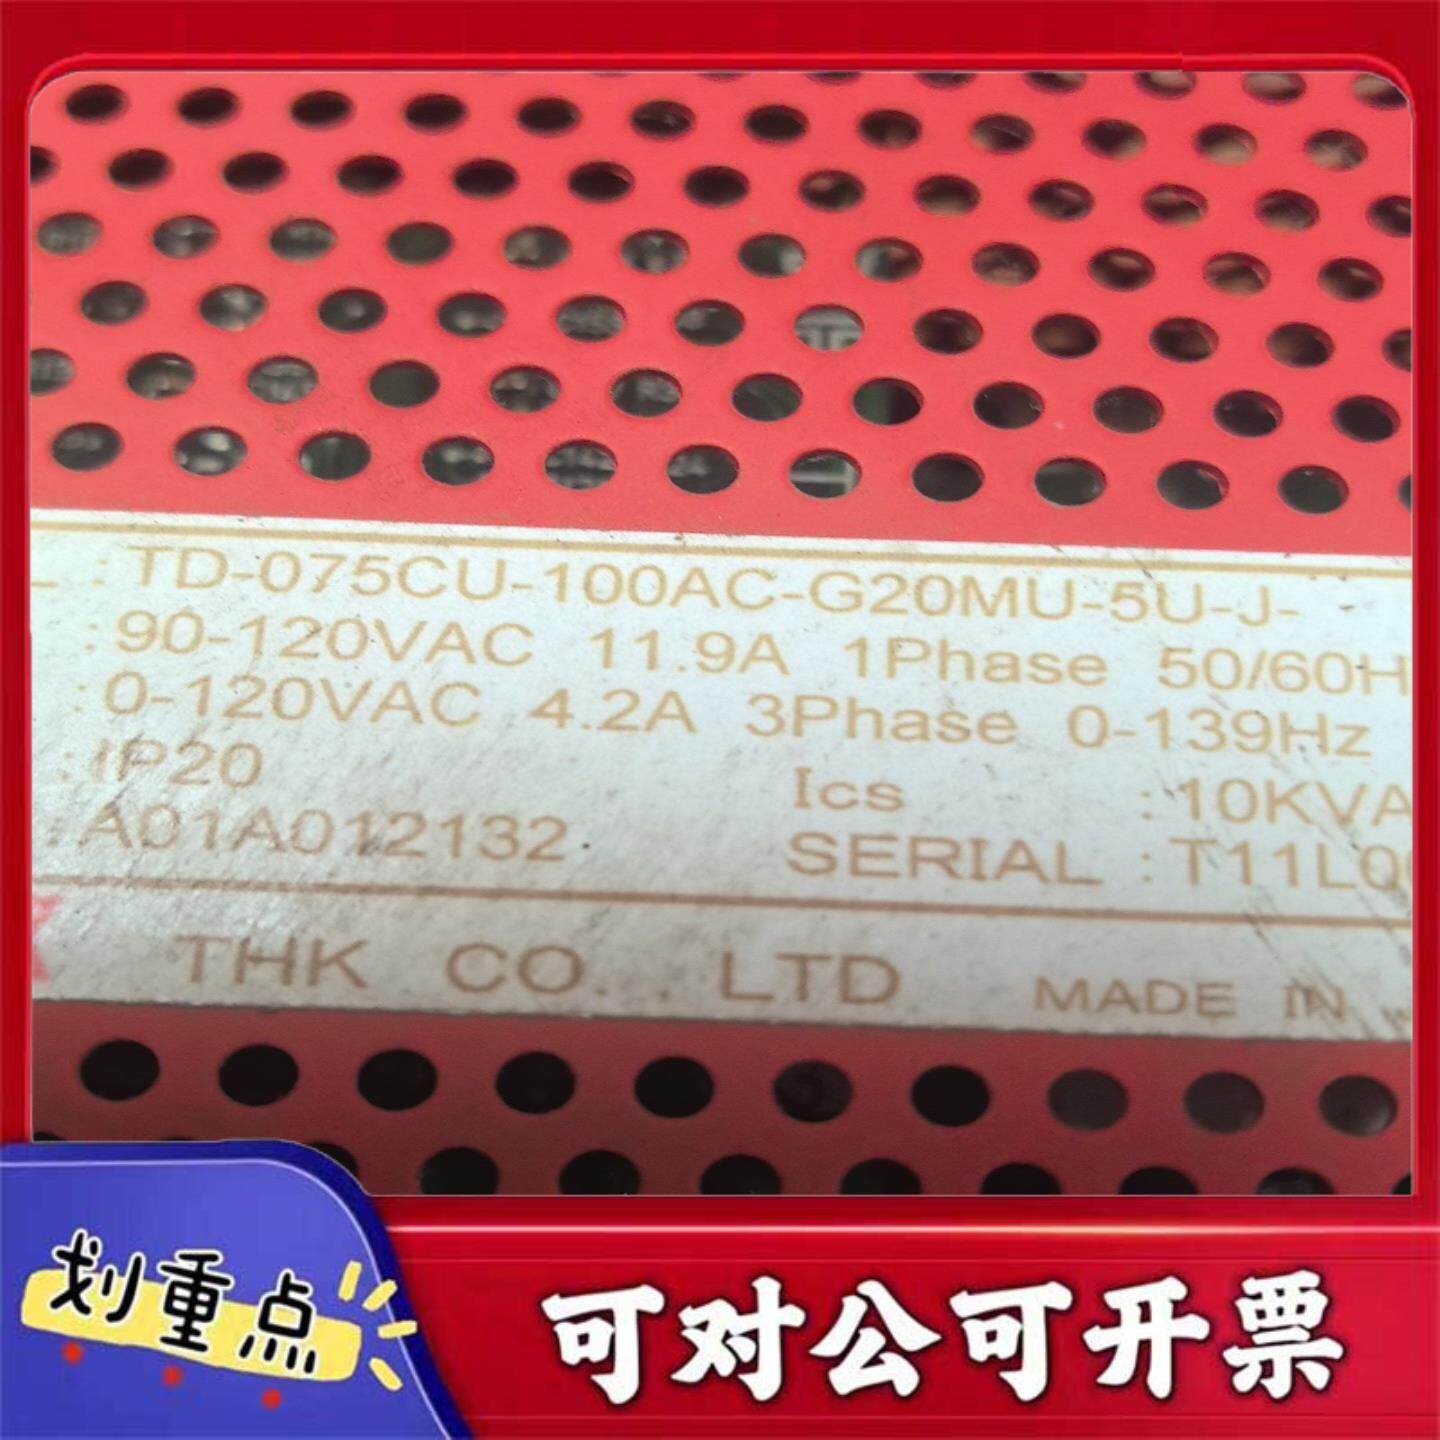 L : TD-075CU-100AC-G20MU-5U-J-
: 90-120VAC 11.9A 1Phase 50/60H
: 0-120VAC 4.2A 3Phase 0-139Hz
: IP20 Ics : 10KVA
: A01A012132 SERIAL : T11L0
THK CO., LTD MADE IN
划重点
可对公可开票